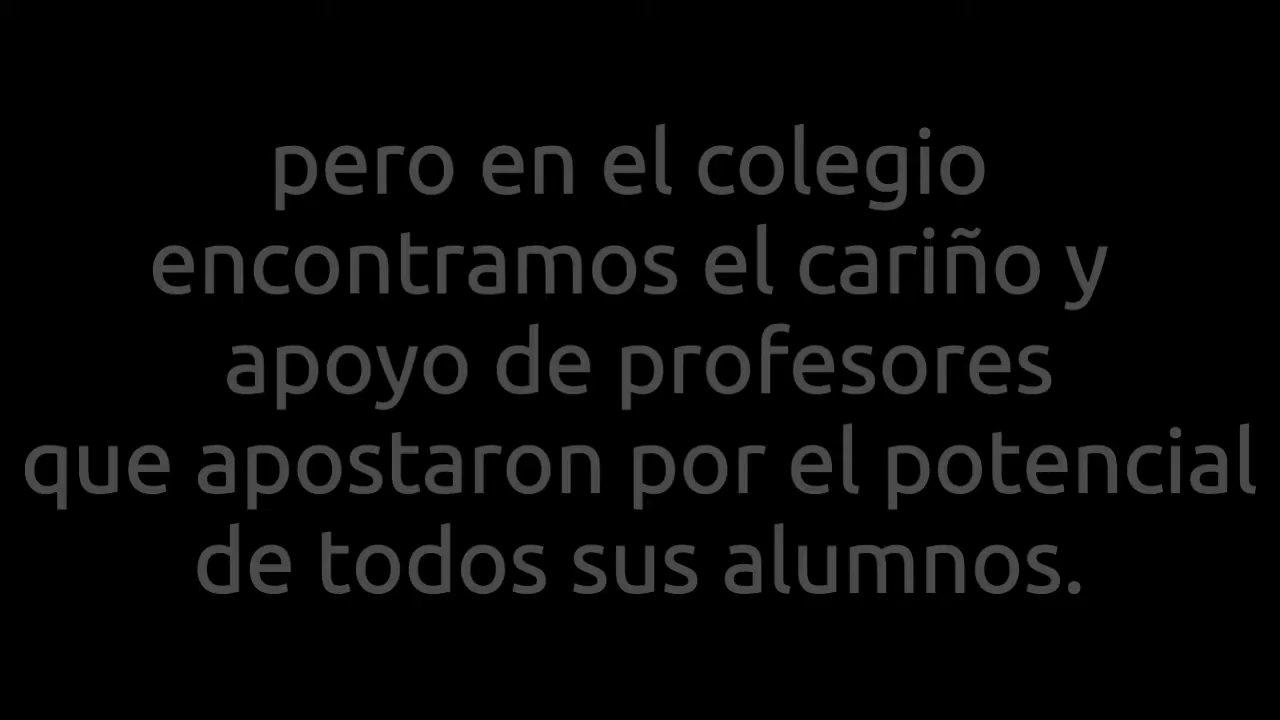 pero en el colegio
encontramos el cariño y
apoyo de profesores
que apostaron por el potencial
de todos sus alumnos.